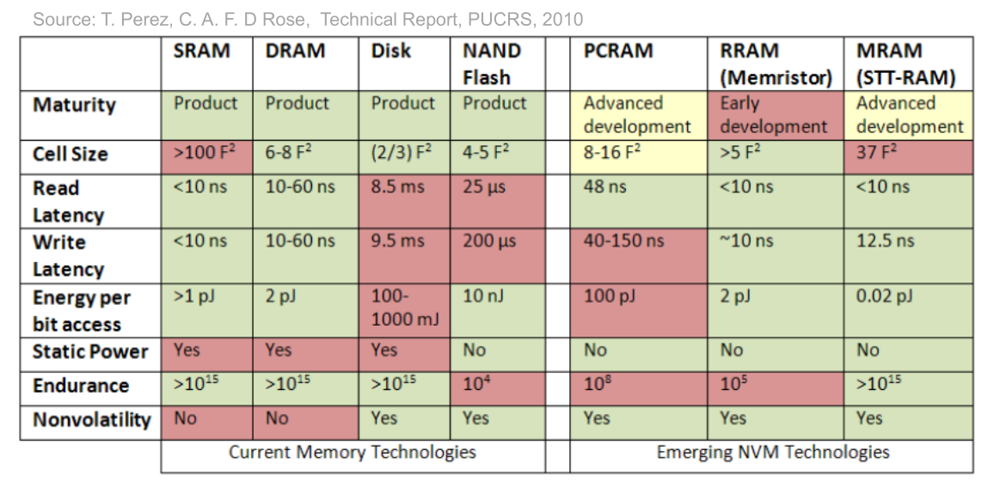 Source: T. Perez, C. A. F. D Rose, Technical Report, PUCRS, 2010
SRAM DRAM Disk NAND Flash PCRAM RRAM (Memristor) MRAM (STT-RAM)
Maturity Product Product Product Product Advanced development Early development Advanced development
Cell Size >100 F² 6-8 F² (2/3) F² 4-5 F² 8-16 F² >5 F² 37 F²
Read Latency <10 ns 10-60 ns 8.5 ms 25 µs 48 ns <10 ns <10 ns
Write Latency <10 ns 10-60 ns 9.5 ms 200 µs 40-150 ns ~10 ns 12.5 ns
Energy per bit access >1 pJ 2 pJ 100-1000 mJ 10 nJ 100 pJ 2 pJ 0.02 pJ
Static Power Yes Yes Yes No No No No
Endurance >10¹⁵ >10¹⁵ >10¹⁵ 10⁴ 10⁸ 10⁵ >10¹⁵
Nonvolatility No No Yes Yes Yes Yes Yes
Current Memory Technologies Emerging NVM Technologies